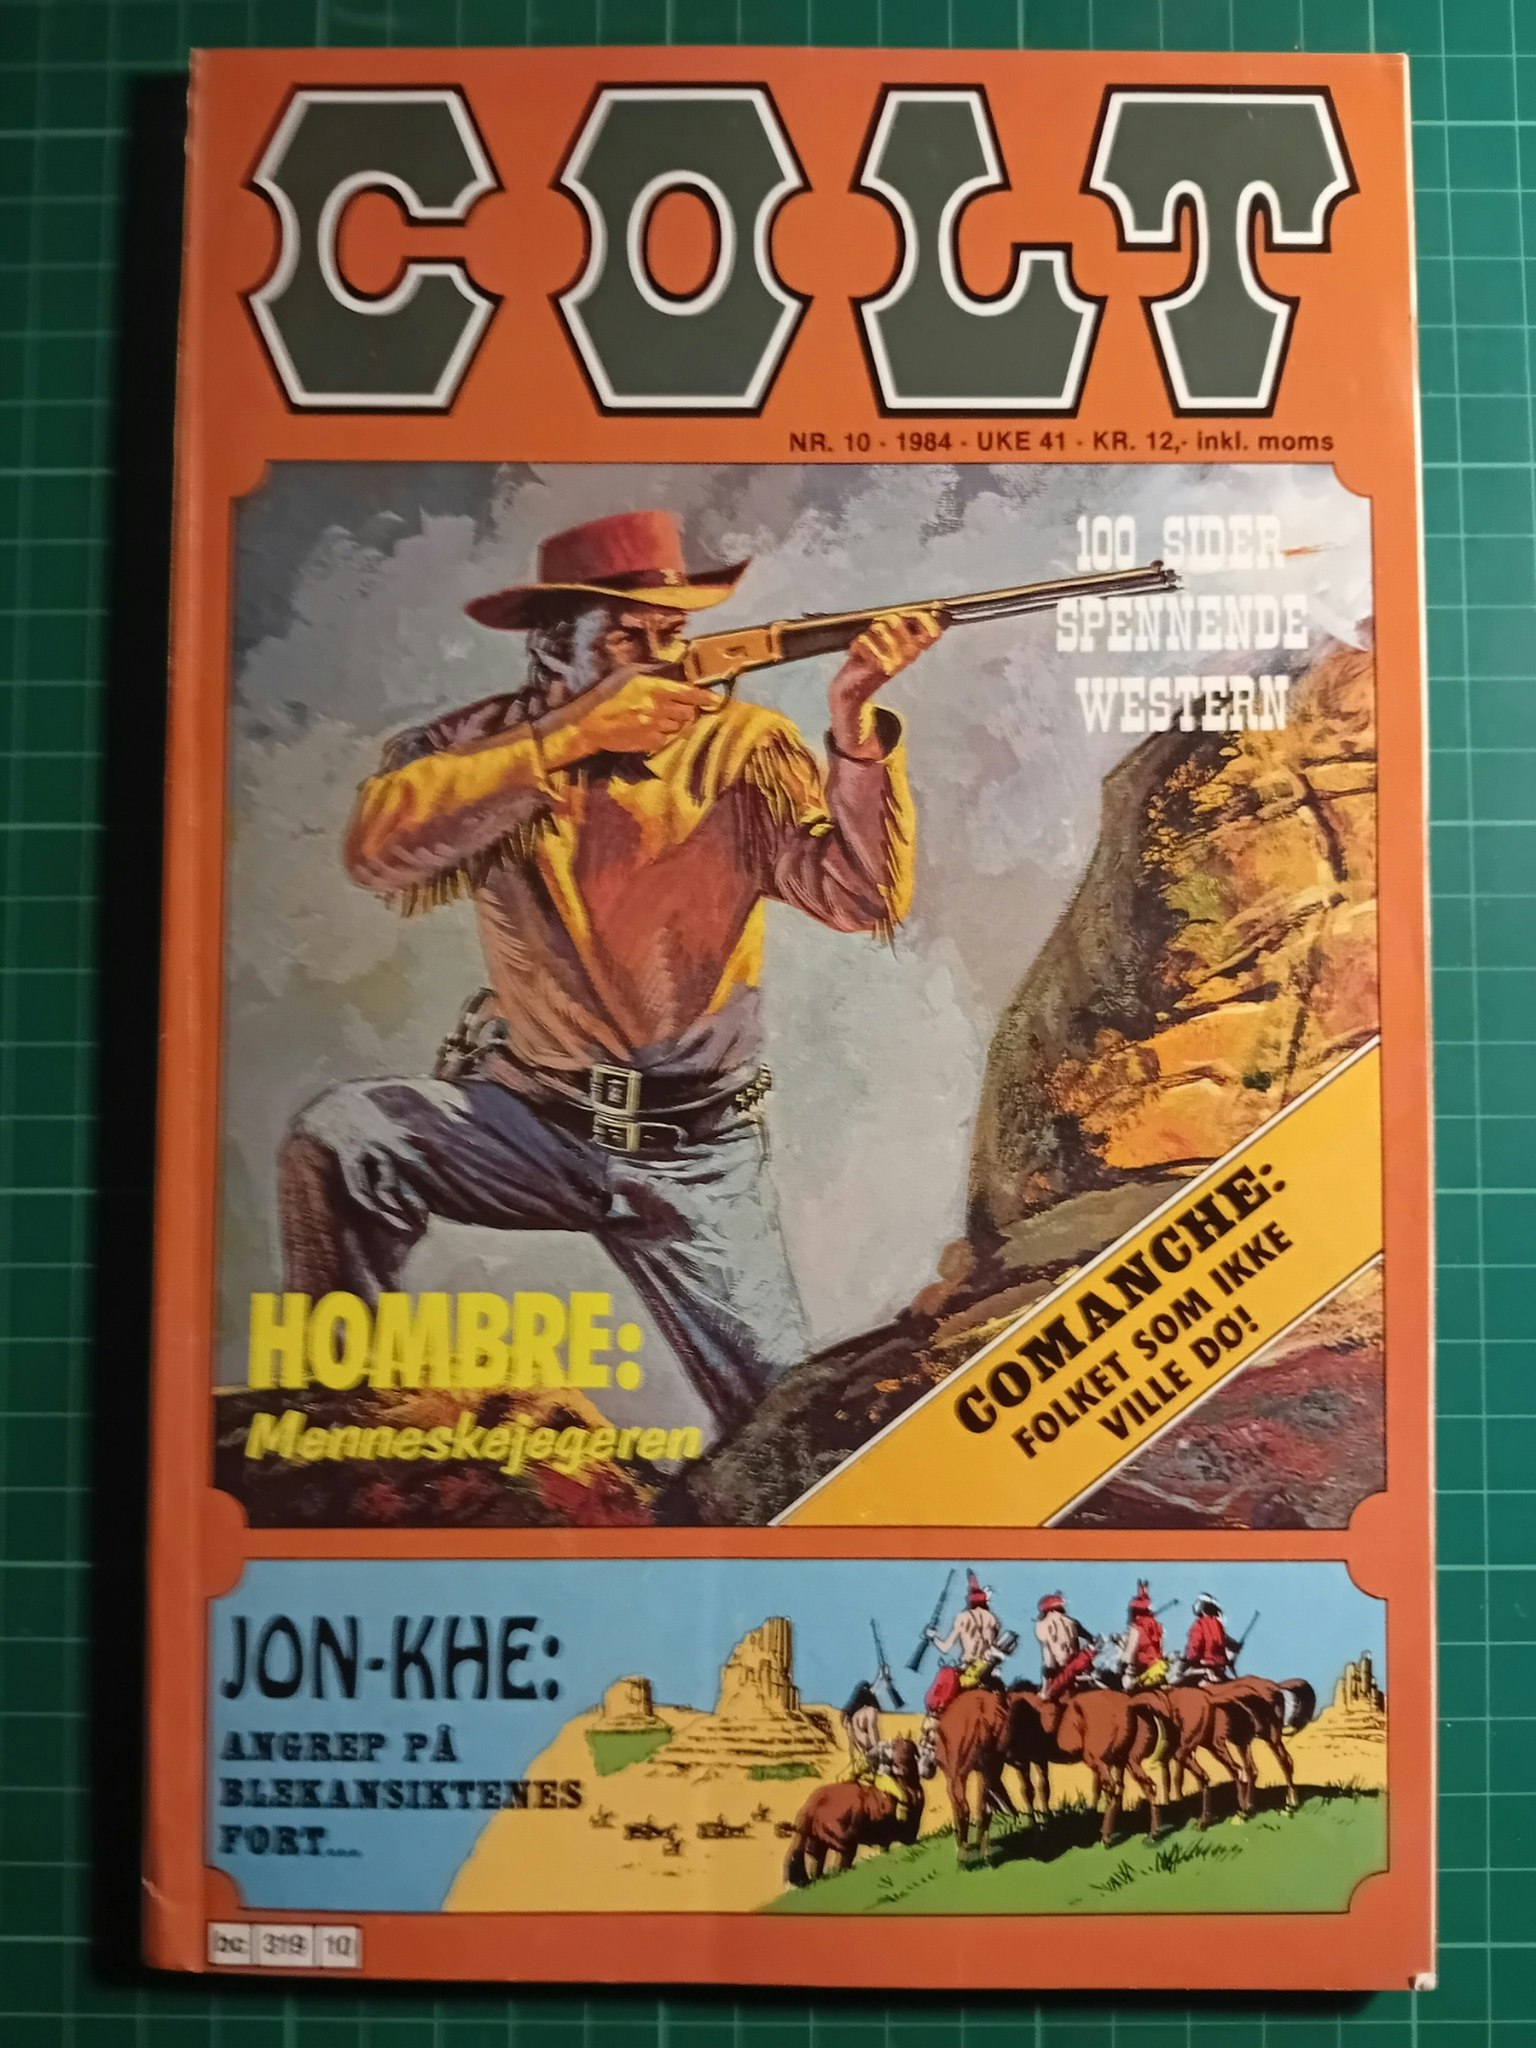 COLT
NR. 10 - 1984 - UKE 41 - KR. 12,- inkl. moms
100 SIDER
SPENNENDE
WESTERN
HOMBRE:
Menneskejegeren
COMANCHE:
FOLKET SOM IKKE
VILLE DØ!
JON-KHE:
ANGREP PÅ
BLEKANSIKTENES
FORT...
bc 319 10